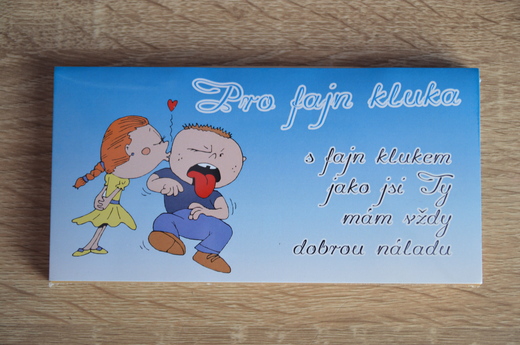 Pro fajn kluka
s fajn klukem
jako jsi Ty
mám vždy
dobrou náladu